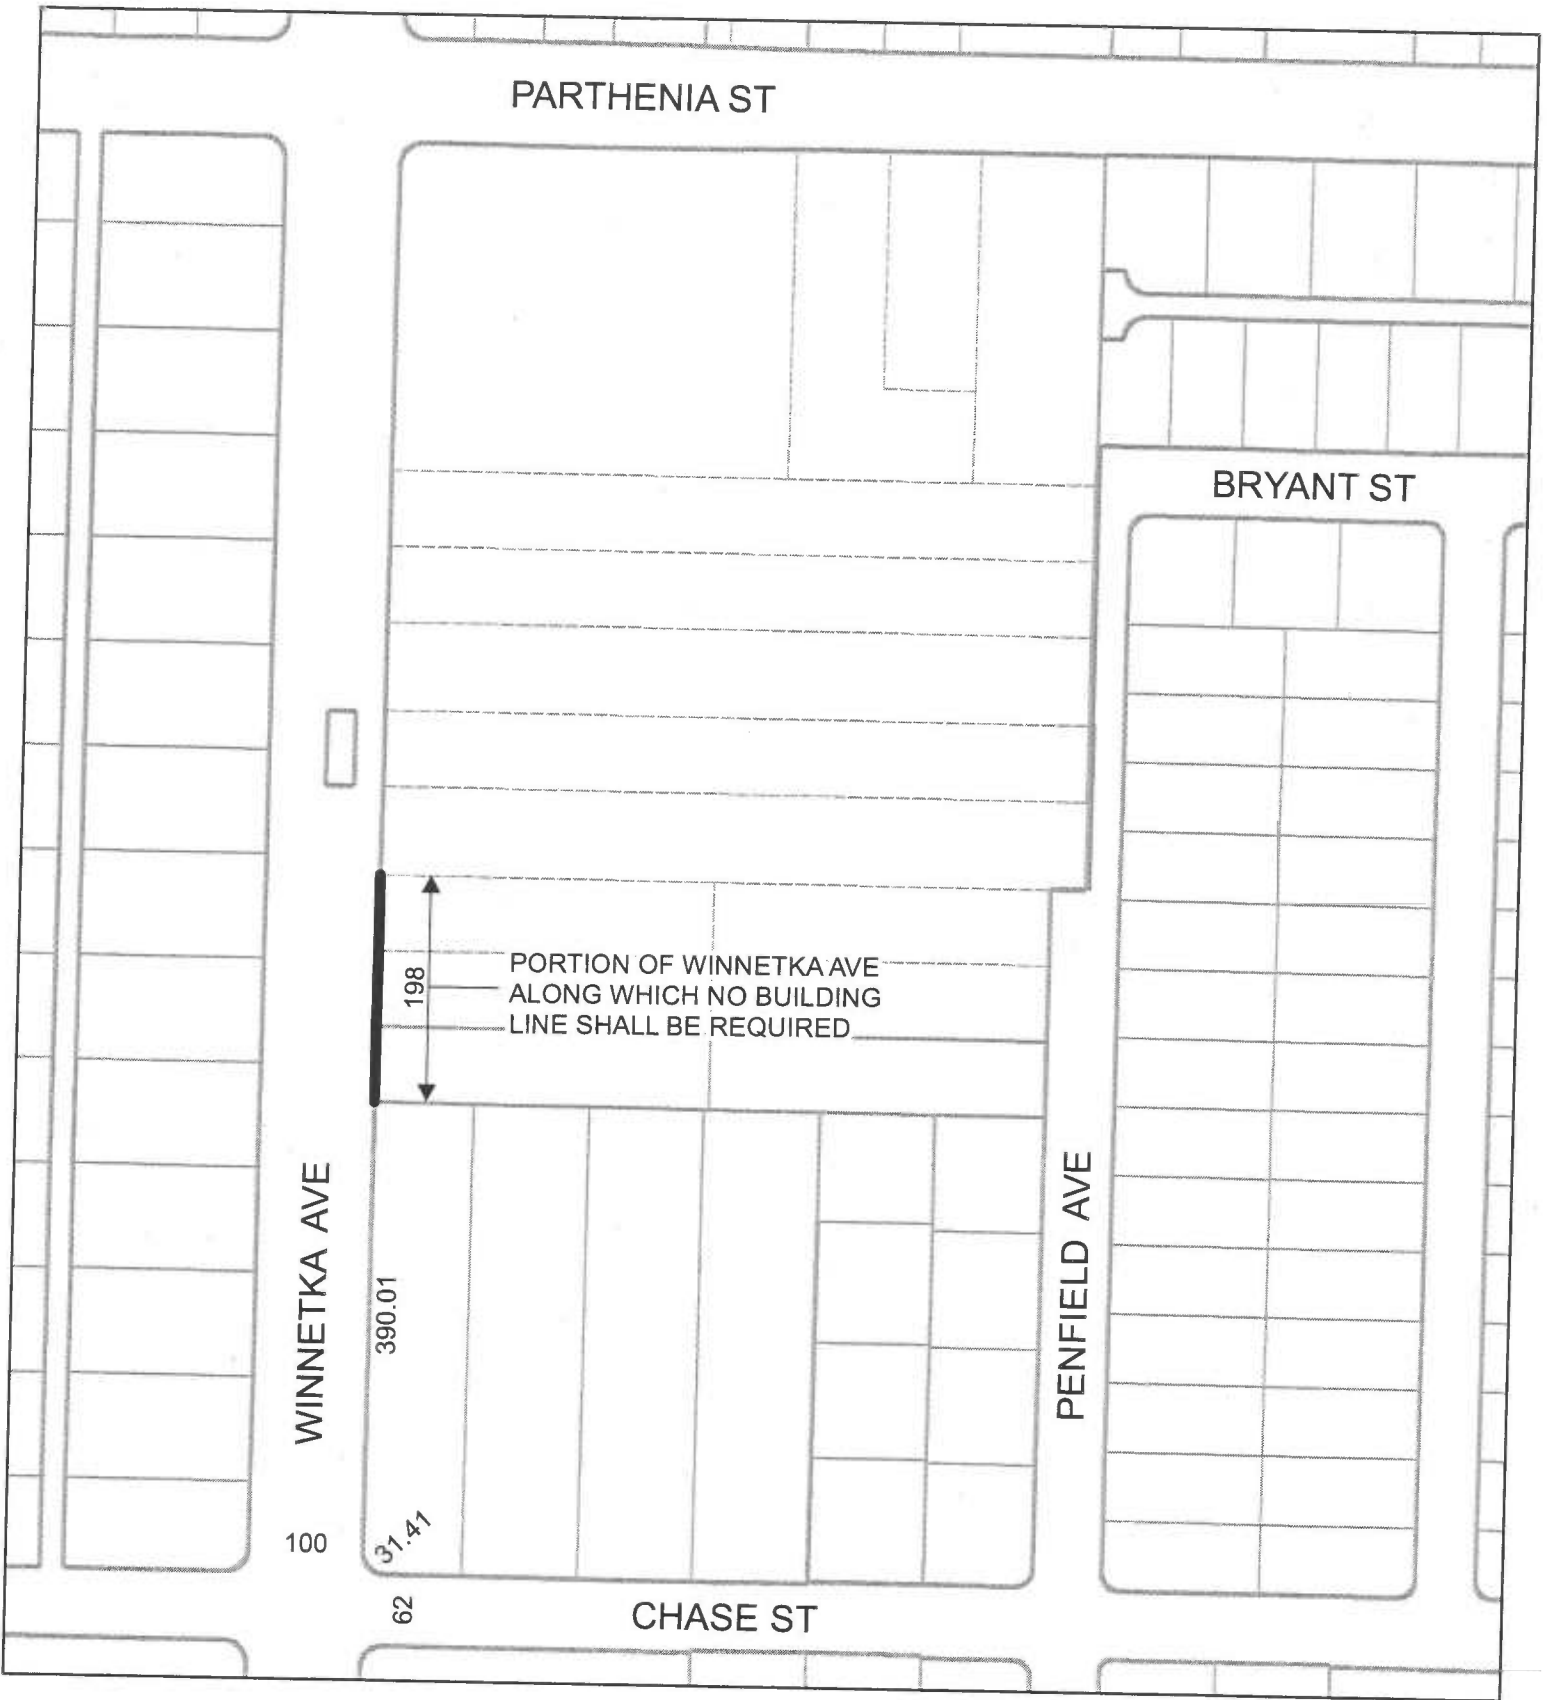 PARTHENIA ST
BRYANT ST
198
PORTION OF WINNETKA AVE
ALONG WHICH NO BUILDING
LINE SHALL BE REQUIRED
WINNETKA AVE
390.01
PENFIELD AVE
100
31.41
62
CHASE ST